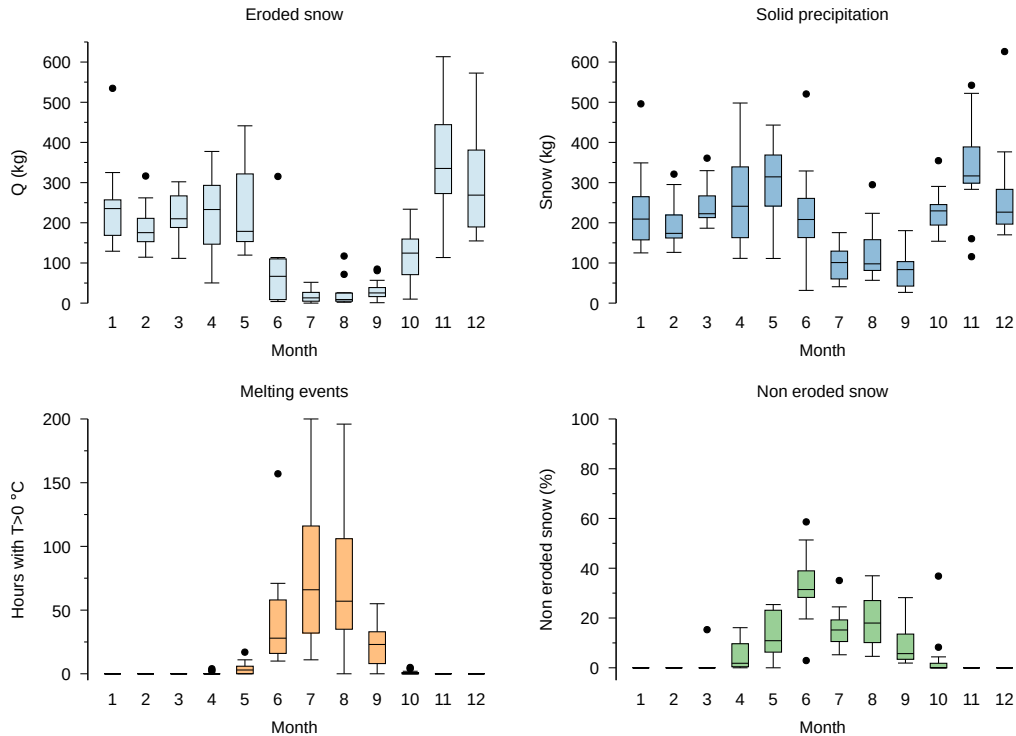 Eroded snow
Q (kg)
600
500
400
300
200
100
0
1 2 3 4 5 6 7 8 9 10 11 12
Month
Solid precipitation
Snow (kg)
600
500
400
300
200
100
0
1 2 3 4 5 6 7 8 9 10 11 12
Month
Melting events
Hours with T>0 °C
200
150
100
50
0
1 2 3 4 5 6 7 8 9 10 11 12
Month
Non eroded snow
Non eroded snow (%)
100
80
60
40
20
0
1 2 3 4 5 6 7 8 9 10 11 12
Month